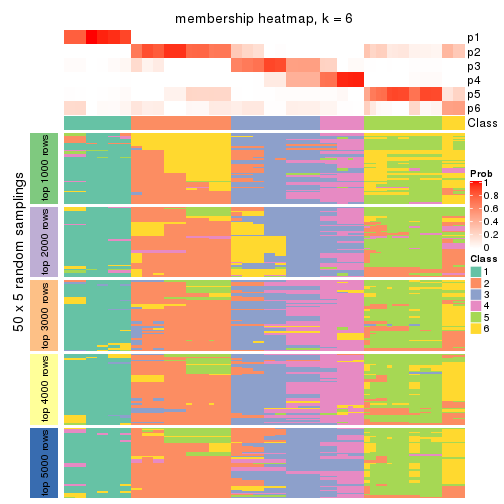 membership heatmap, k = 6
p1
p2
p3
p4
p5
p6
Class
50 x 5 random samplings
top 1000 rows
top 2000 rows
top 3000 rows
top 4000 rows
top 5000 rows
Prob
1
0.8
0.6
0.4
0.2
0
Class
1
2
3
4
5
6